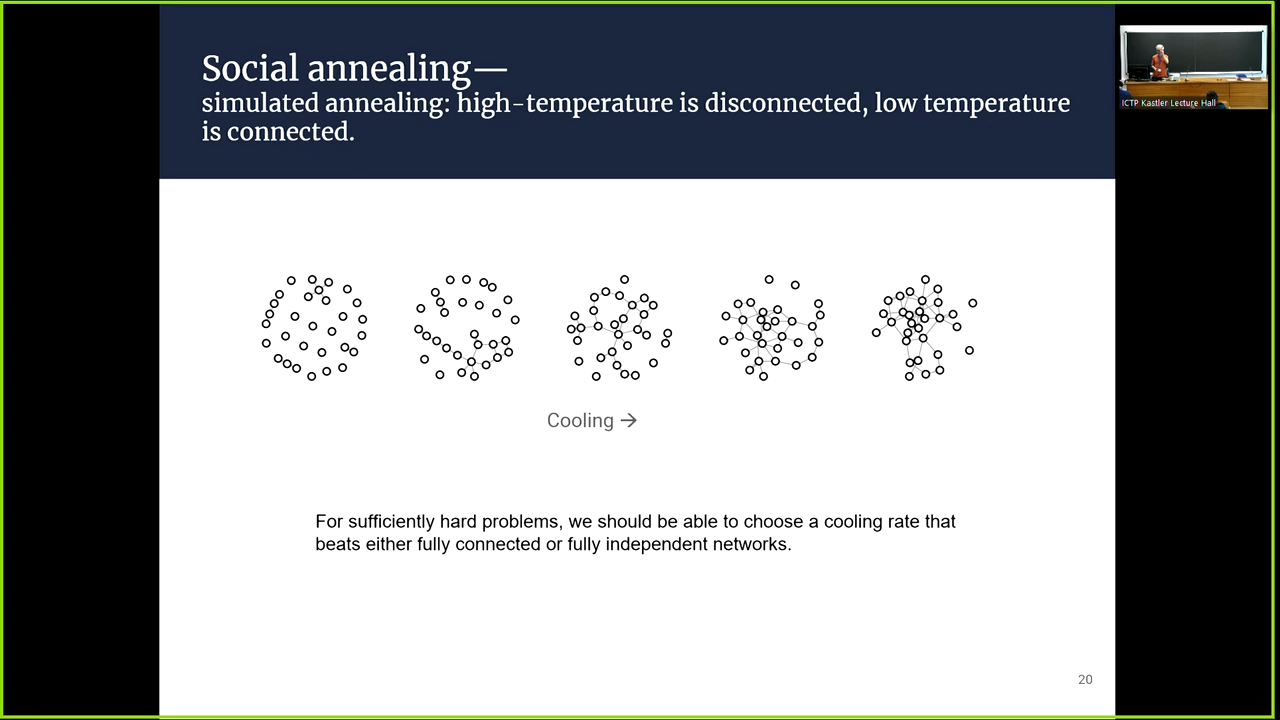 Social annealing—
simulated annealing: high-temperature is disconnected, low temperature
is connected.
ICTP Kastler Lecture Hall
Cooling →
For sufficiently hard problems, we should be able to choose a cooling rate that
beats either fully connected or fully independent networks.
20